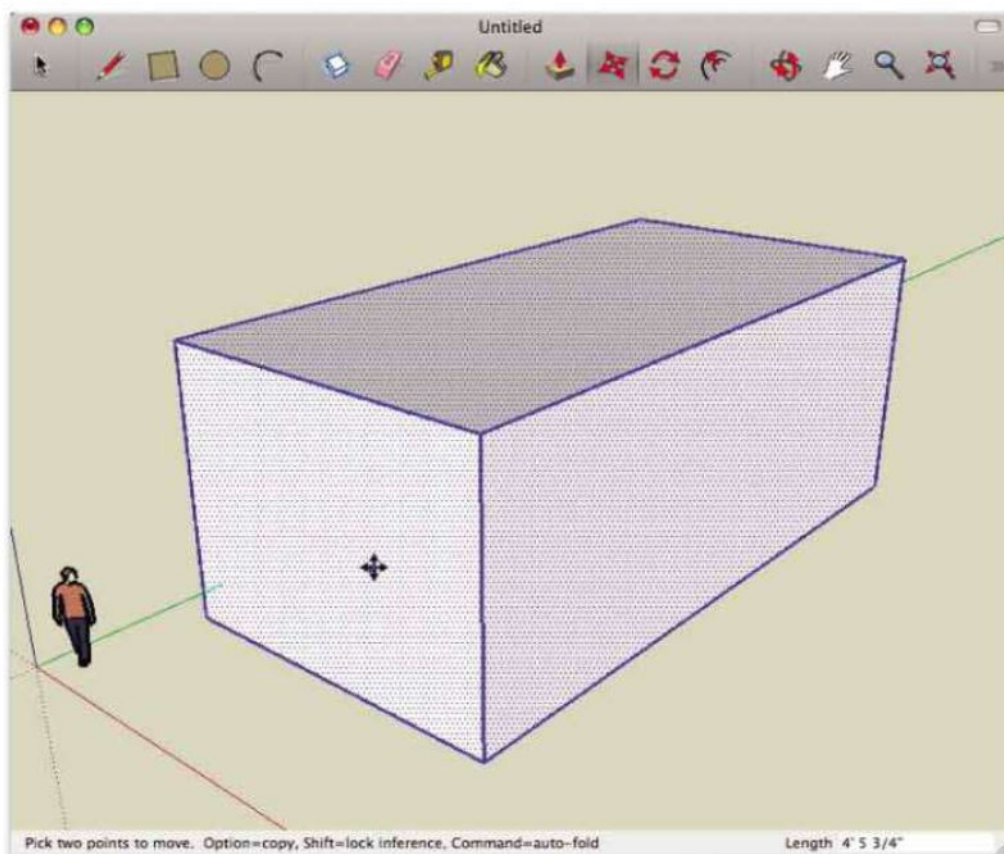 Untitled
Pick two points to move. Option=copy, Shift=lock inference, Command=auto-fold
Length 4' 5 3/4"